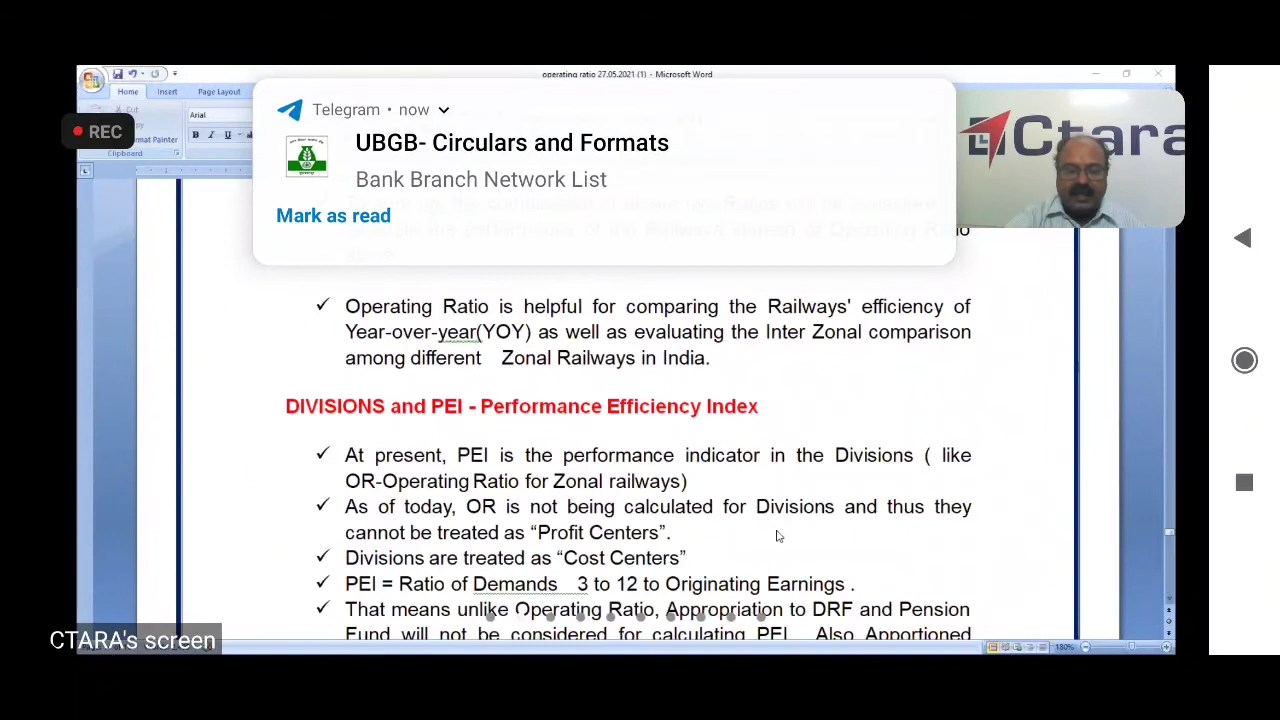 operating ratio 27.05.2021 (1) - Microsoft Word
Home Insert Page Layout
Cut
Format Painter
Clipboard
Arial
B I U
REC
Telegram • now
UBGB- Circulars and Formats
Bank Branch Network List
Mark as read
Ctara
✓ Operating Ratio is helpful for comparing the Railways' efficiency of
Year-over-year(YOY) as well as evaluating the Inter Zonal comparison
among different Zonal Railways in India.
DIVISIONS and PEI - Performance Efficiency Index
✓ At present, PEI is the performance indicator in the Divisions ( like
OR-Operating Ratio for Zonal railways)
✓ As of today, OR is not being calculated for Divisions and thus they
cannot be treated as “Profit Centers”.
✓ Divisions are treated as “Cost Centers”
✓ PEI = Ratio of Demands 3 to 12 to Originating Earnings .
✓ That means unlike Operating Ratio, Appropriation to DRF and Pension
Fund will not be considered for calculating PEI. Also Apportioned
CTARA's screen
180%